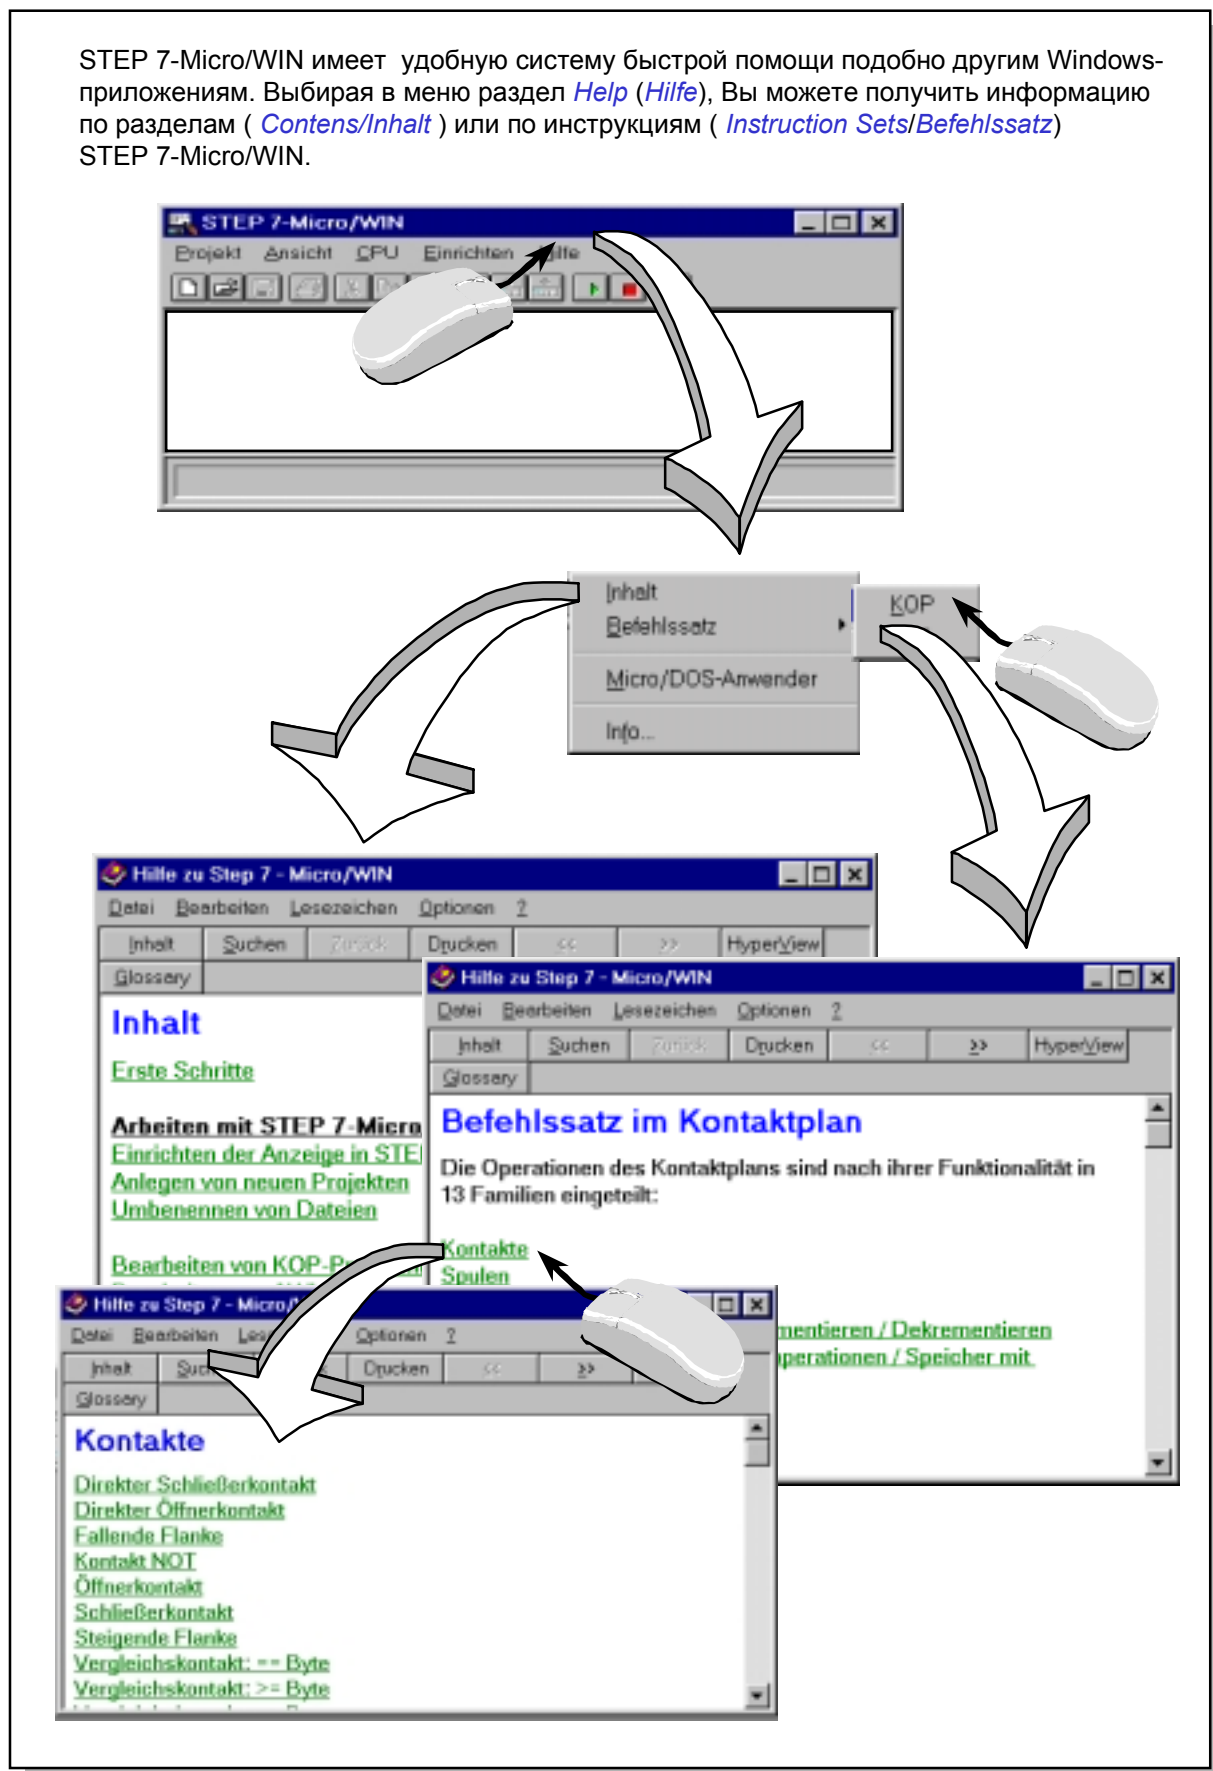 STEP 7-Micro/WIN имеет удобную систему быстрой помощи подобно другим Windows-
приложениям. Выбирая в меню раздел Help (Hilfe), Вы можете получить информацию
по разделам ( Contens/Inhalt ) или по инструкциям ( Instruction Sets/Befehlssatz)
STEP 7-Micro/WIN.
STEP 7-Micro/WIN
Projekt Ansicht CPU Einrichten
Inhalt
Befehlssatz
Micro/DOS-Anwender
Info...
KOP
Hilfe zu Step 7 - Micro/WIN
Datei Bearbeiten Lesezeichen Optionen ?
Inhalt Suchen Zurück Drucken << >> HyperView
Glossary
Inhalt
Erste Schritte
Arbeiten mit STEP 7-Micro
Einrichten der Anzeige in STE
Anlegen von neuen Projekten
Umbenennen von Dateien
Bearbeiten von KOP-P
Hilfe zu Step 7 - Micro/WIN
Datei Bearbeiten Lesezeichen Optionen ?
Inhalt Suchen Zurück Drucken << >> HyperView
Glossary
Befehlssatz im Kontaktplan
Die Operationen des Kontaktplans sind nach ihrer Funktionalität in
13 Familien eingeteilt:
Kontakte
Spulen
mentieren / Dekrementieren
perationen / Speicher mit
Hilfe zu Step 7 - Micro/
Datei Bearbeiten Les Optionen ?
Inhalt Suc Drucken << >>
Glossary
Kontakte
Direkter Schließerkontakt
Direkter Öffnerkontakt
Fallende Flanke
Kontakt NOT
Öffnerkontakt
Schließerkontakt
Steigende Flanke
Vergleichskontakt: == Byte
Vergleichskontakt: >= Byte